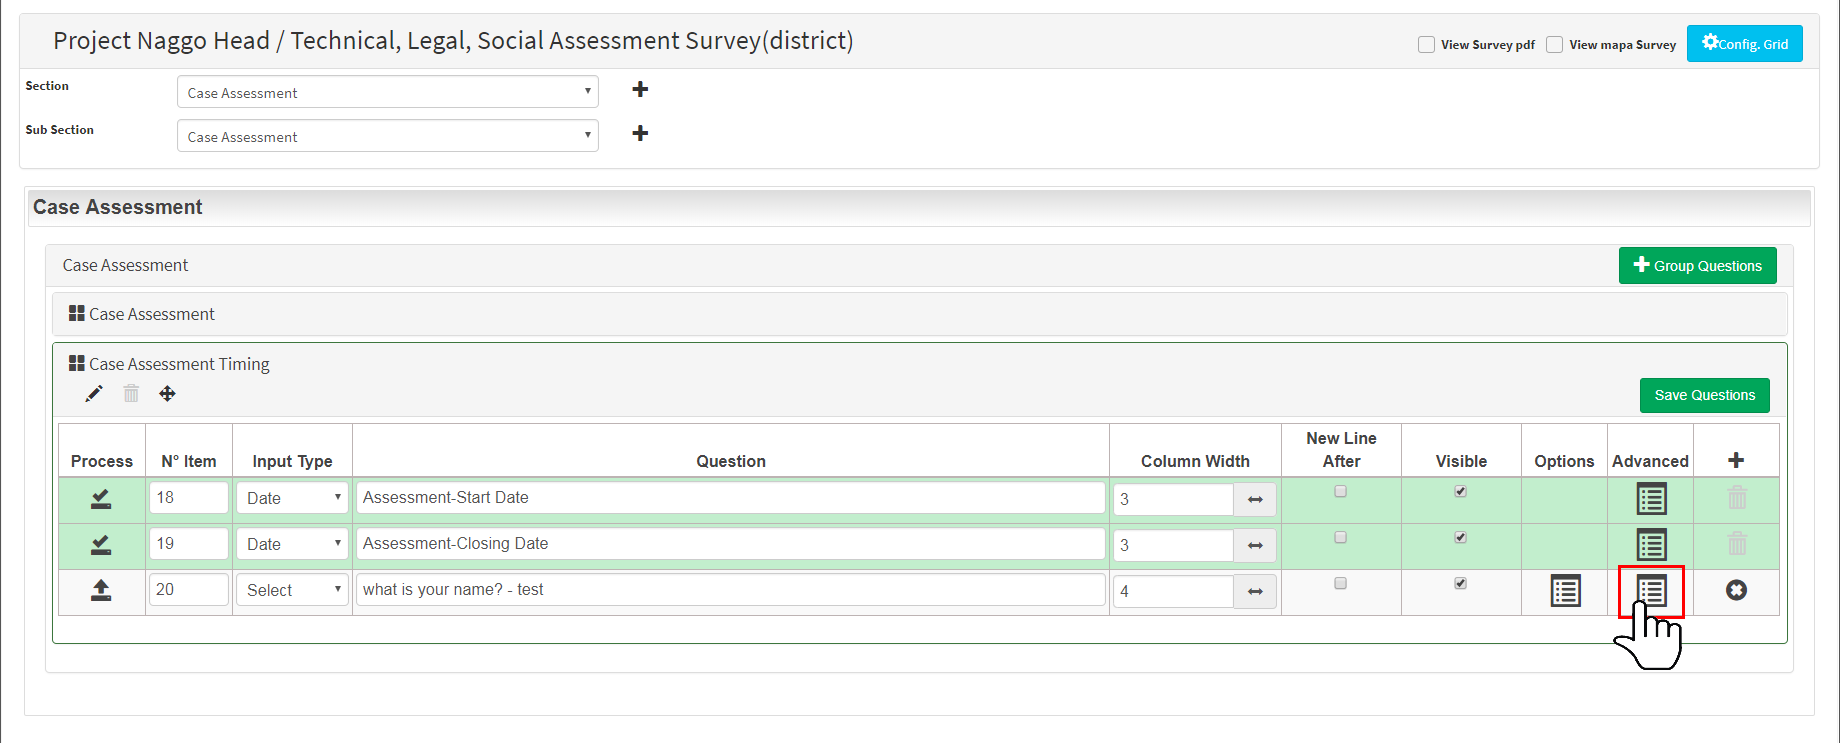 Project Naggo Head / Technical, Legal, Social Assessment Survey(district)
View Survey pdf
View mapa Survey
Config. Grid
Section
Case Assessment
Sub Section
Case Assessment
Case Assessment
Case Assessment
Group Questions
Case Assessment
Case Assessment Timing
Save Questions
Process N° Item Input Type Question Column Width New Line After Visible Options Advanced
18 Date Assessment-Start Date 3
19 Date Assessment-Closing Date 3
20 Select what is your name? - test 4